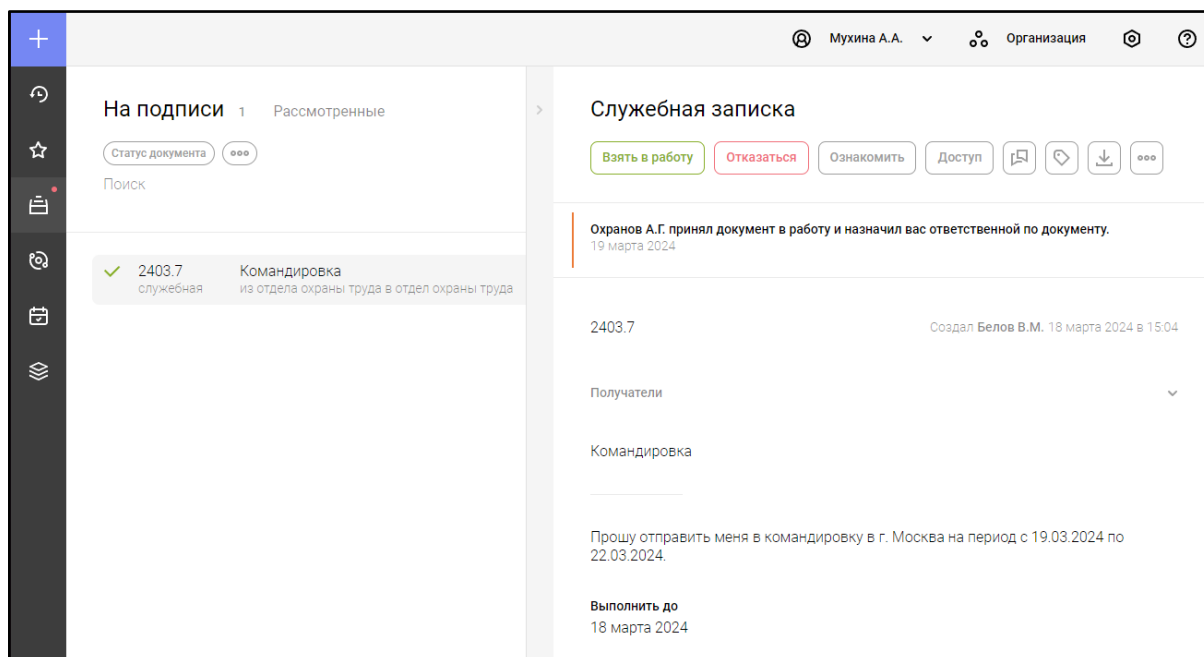 Мухина А.А.
Организация
На подписи 1 Рассмотренные
Статус документа
Поиск
2403.7 Командировка
служебная из отдела охраны труда в отдел охраны труда
Служебная записка
Взять в работу Отказаться Ознакомить Доступ
Охранов А.Г. принял документ в работу и назначил вас ответственной по документу.
19 марта 2024
2403.7 Создал Белов В.М. 18 марта 2024 в 15:04
Получатели
Командировка
Прошу отправить меня в командировку в г. Москва на период с 19.03.2024 по
22.03.2024.
Выполнить до
18 марта 2024